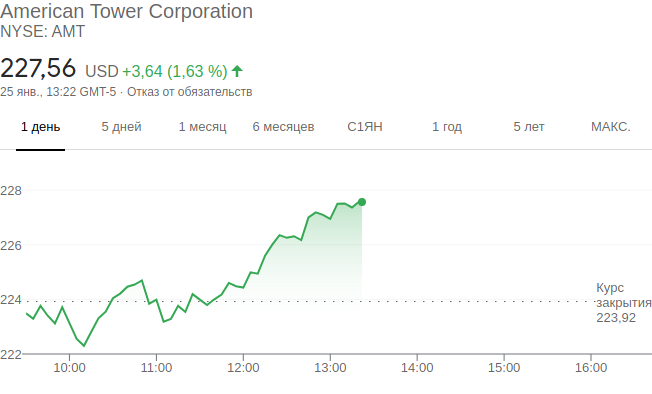 American Tower Corporation
NYSE: AMT
227,56 USD +3,64 (1,63 %)
25 янв., 13:22 GMT-5 · Отказ от обязательств
1 день 5 дней 1 месяц 6 месяцев С1ЯН 1 год 5 лет МАКС.
228
226
224
222
Курс
закрытия
223,92
10:00 11:00 12:00 13:00 14:00 15:00 16:00